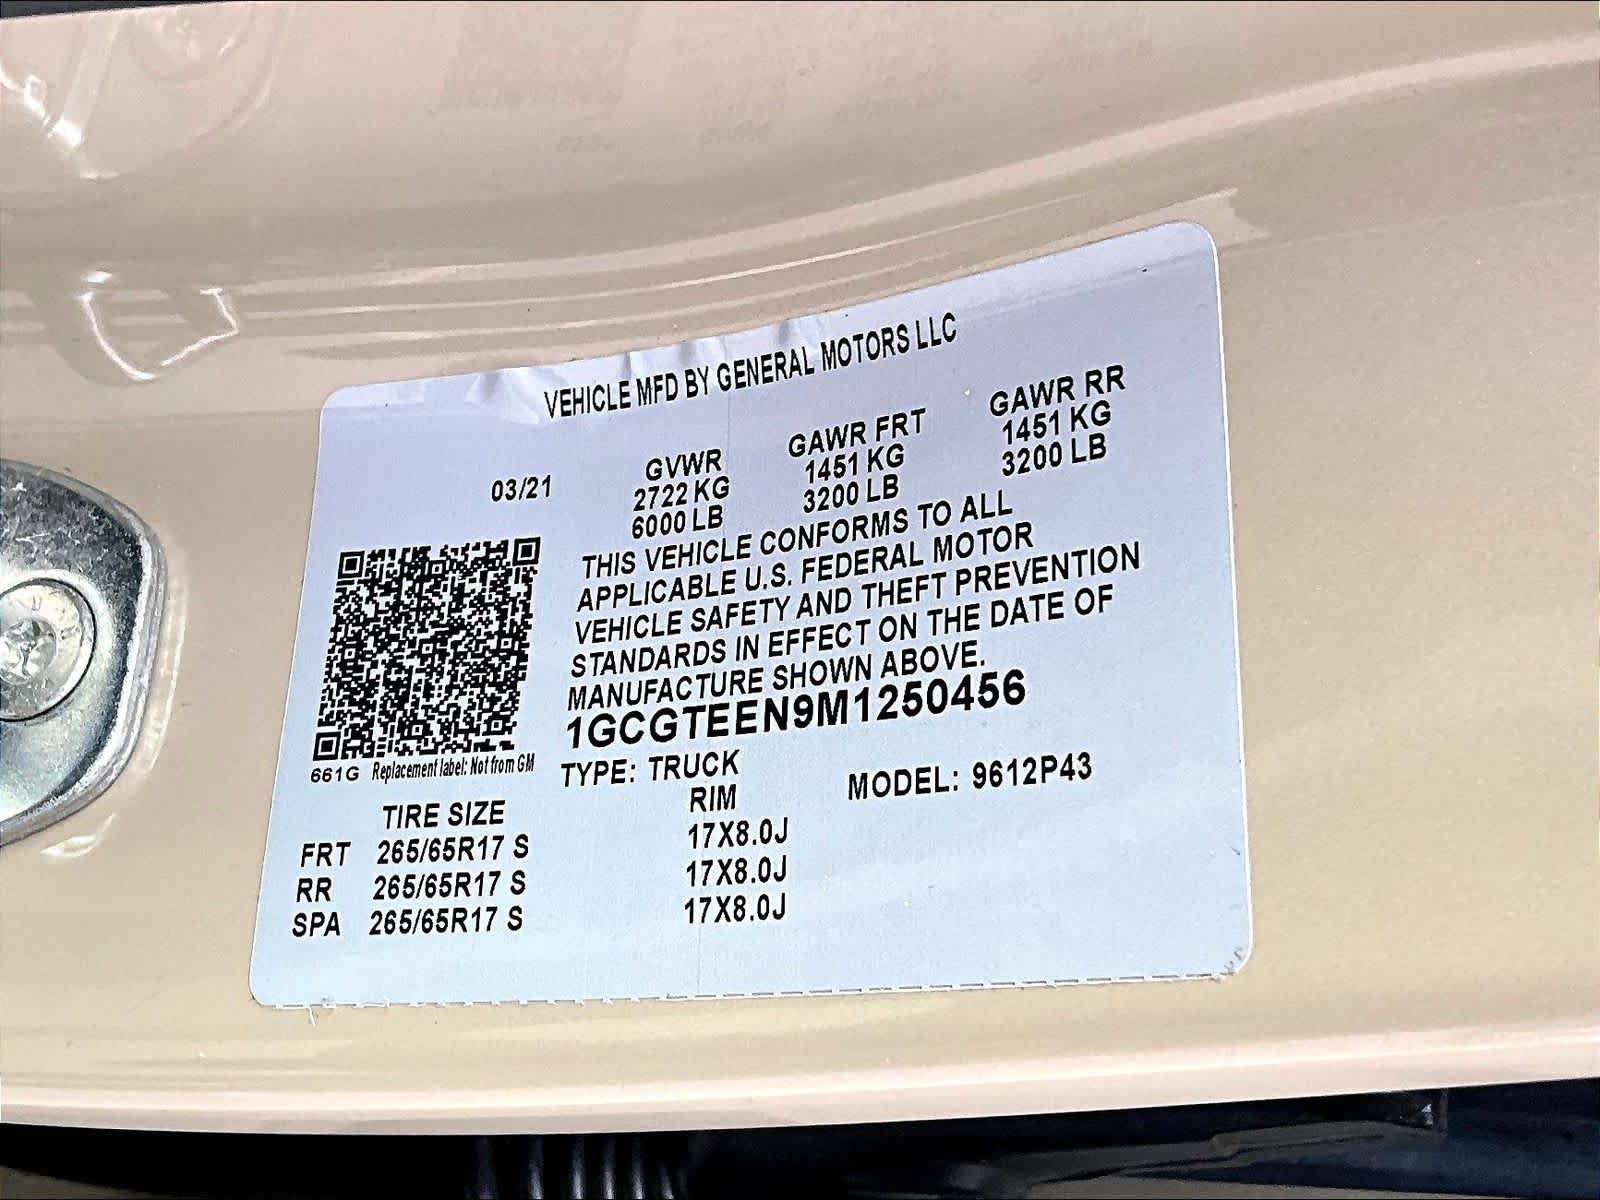 VEHICLE MFD BY GENERAL MOTORS LLC
03/21
GVWR
2722 KG
6000 LB
GAWR FRT
1451 KG
3200 LB
GAWR RR
1451 KG
3200 LB
THIS VEHICLE CONFORMS TO ALL
APPLICABLE U.S. FEDERAL MOTOR
VEHICLE SAFETY AND THEFT PREVENTION
STANDARDS IN EFFECT ON THE DATE OF
MANUFACTURE SHOWN ABOVE.
1GCGTEEN9M1250456
661G Replacement label: Not from GM
TYPE: TRUCK
MODEL: 9612P43
TIRE SIZE RIM
FRT 265/65R17 S 17X8.0J
RR 265/65R17 S 17X8.0J
SPA 265/65R17 S 17X8.0J